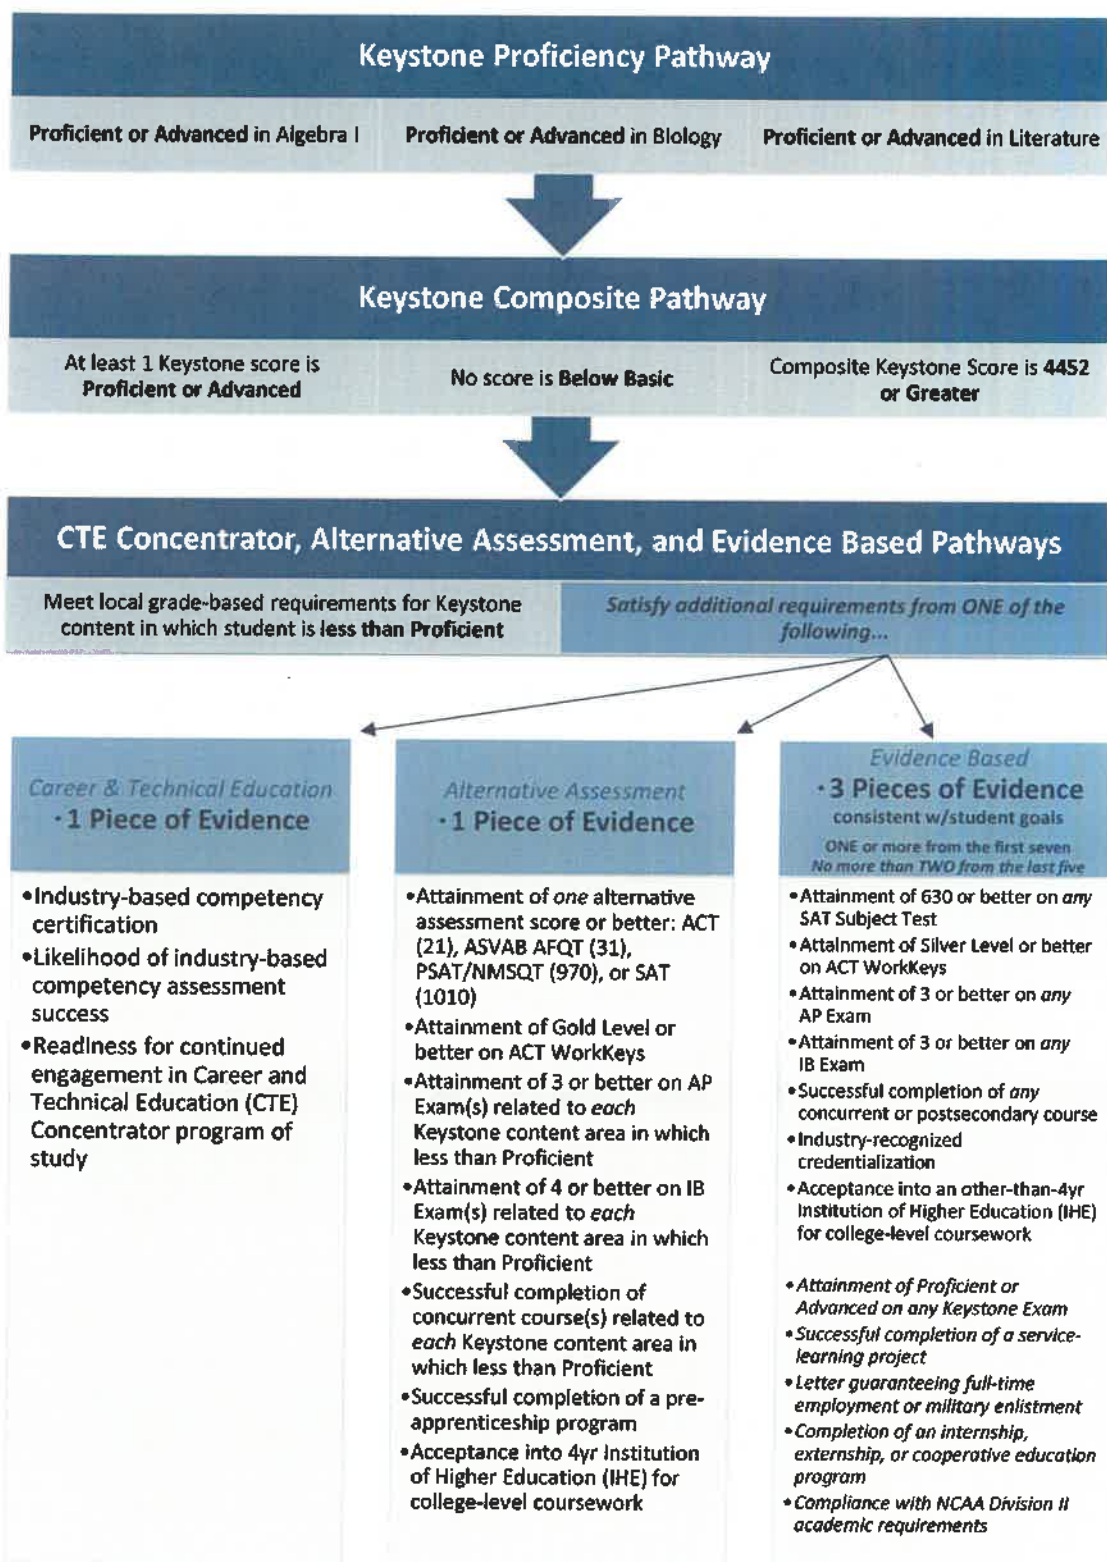 Keystone Proficiency Pathway
Proficient or Advanced in Algebra I
Proficient or Advanced in Biology
Proficient or Advanced in Literature
Keystone Composite Pathway
At least 1 Keystone score is
Proficient or Advanced
No score is Below Basic
Composite Keystone Score is 4452
or Greater
CTE Concentrator, Alternative Assessment, and Evidence Based Pathways
Meet local grade-based requirements for Keystone
content in which student is less than Proficient
Satisfy additional requirements from ONE of the
following...
Career & Technical Education
· 1 Piece of Evidence
•Industry-based competency
certification
•Likelihood of industry-based
competency assessment
success
•Readiness for continued
engagement in Career and
Technical Education (CTE)
Concentrator program of
study
Alternative Assessment
· 1 Piece of Evidence
•Attainment of one alternative
assessment score or better: ACT
(21), ASVAB AFQT (31),
PSAT/NMSQT (970), or SAT
(1010)
•Attainment of Gold Level or
better on ACT WorkKeys
•Attainment of 3 or better on AP
Exam(s) related to each
Keystone content area in which
less than Proficient
•Attainment of 4 or better on IB
Exam(s) related to each
Keystone content area in which
less than Proficient
•Successful completion of
concurrent course(s) related to
each Keystone content area in
which less than Proficient
•Successful completion of a pre-
apprenticeship program
•Acceptance into 4yr Institution
of Higher Education (IHE) for
college-level coursework
Evidence Based
· 3 Pieces of Evidence
consistent w/student goals
ONE or more from the first seven
No more than TWO from the last five
•Attainment of 630 or better on any
SAT Subject Test
•Attainment of Silver Level or better
on ACT WorkKeys
•Attainment of 3 or better on any
AP Exam
•Attainment of 3 or better on any
IB Exam
•Successful completion of any
concurrent or postsecondary course
•Industry-recognized
credentialization
•Acceptance into an other-than-4yr
Institution of Higher Education (IHE)
for college-level coursework
•Attainment of Proficient or
Advanced on any Keystone Exam
•Successful completion of a service-
learning project
•Letter guaranteeing full-time
employment or military enlistment
•Completion of an internship,
externship, or cooperative education
program
•Compliance with NCAA Division II
academic requirements